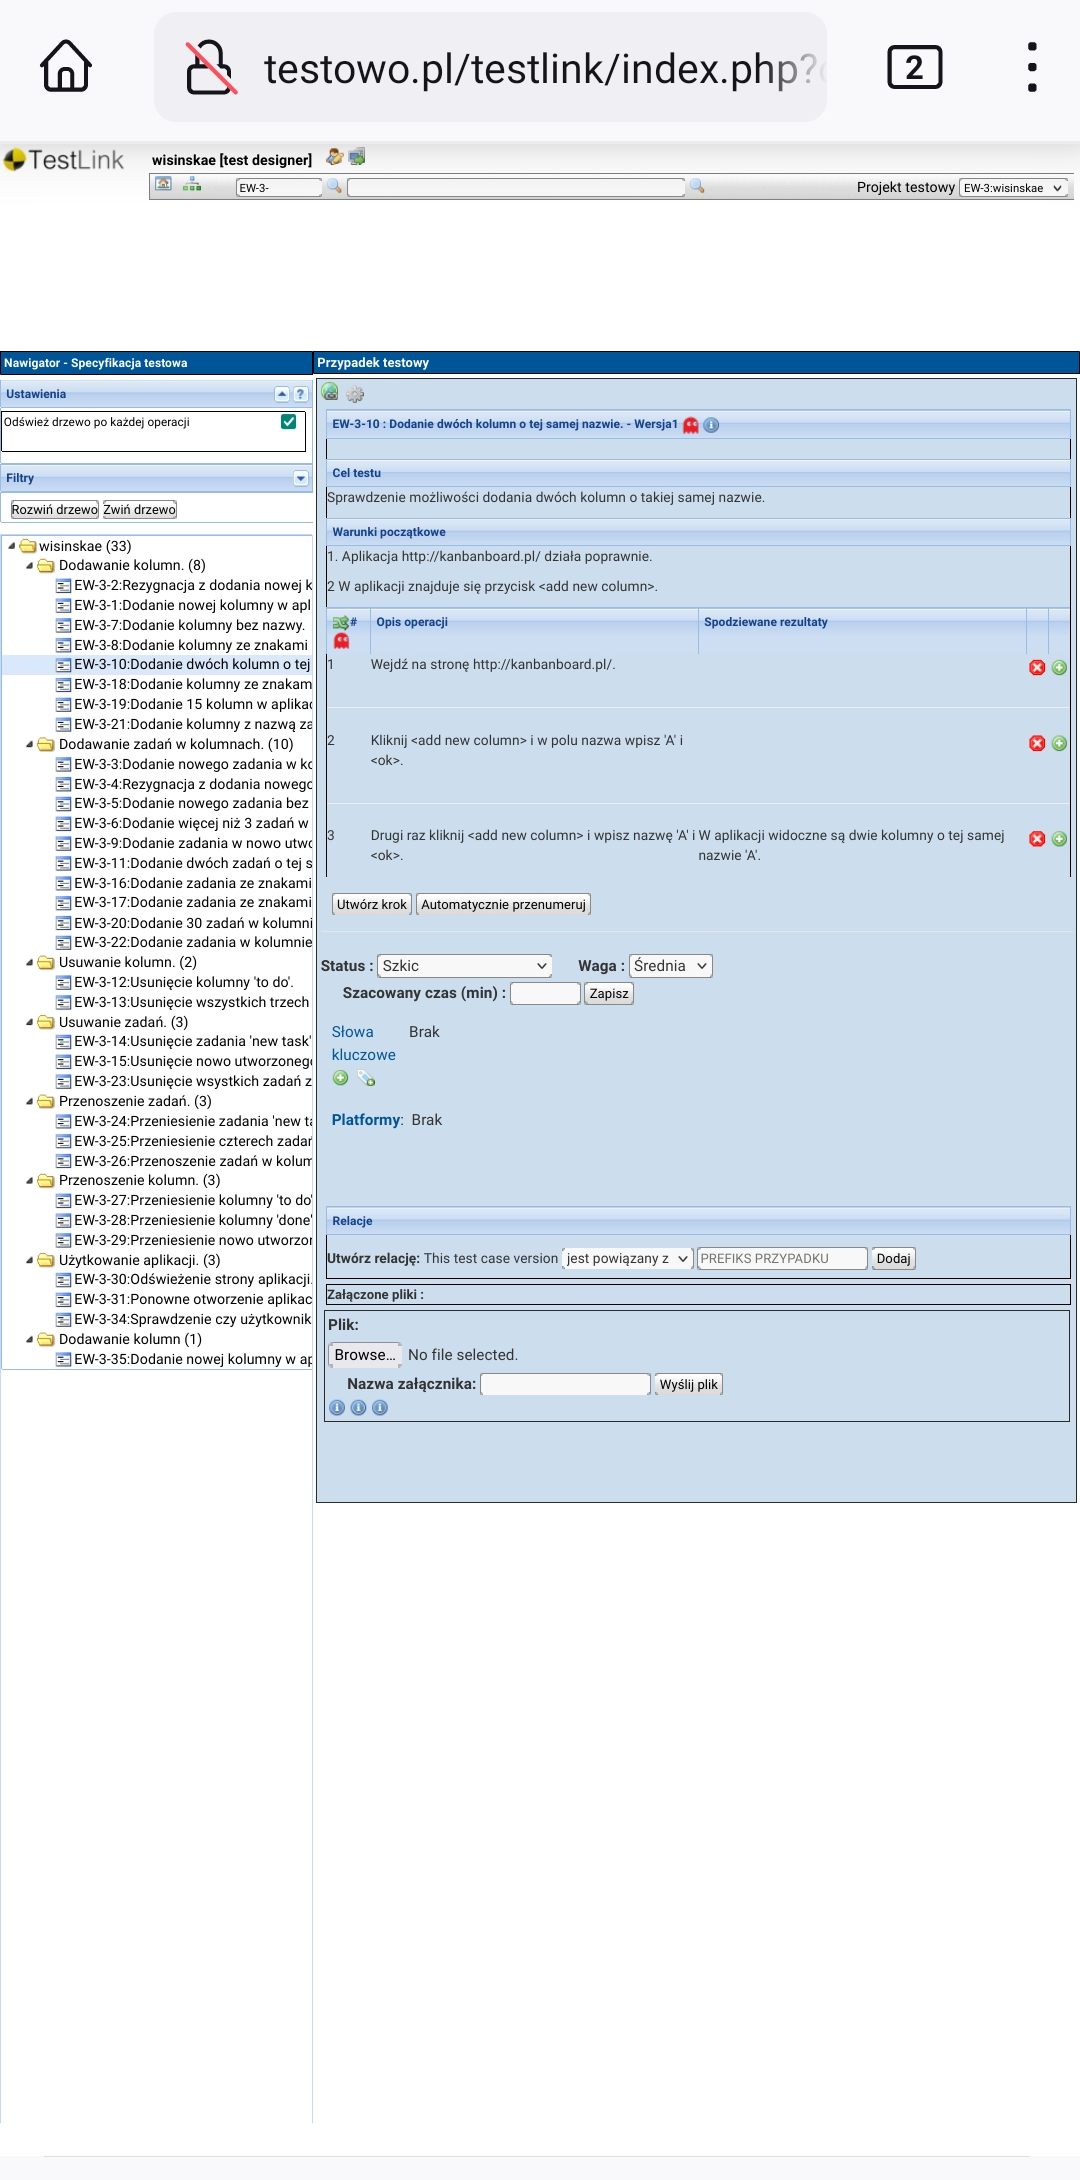 testowo.pl/testlink/index.php?
2
TestLink
wisinskae [test designer]
EW-3-
Projekt testowy EW-3:wisinskae
Nawigator - Specyfikacja testowa
Ustawienia
Odśwież drzewo po każdej operacji
Filtry
Rozwiń drzewo Zwiń drzewo
wisinskae (33)
Dodawanie kolumn. (8)
EW-3-2:Rezygnacja z dodania nowej k
EW-3-1:Dodanie nowej kolumny w apl
EW-3-7:Dodanie kolumny bez nazwy.
EW-3-8:Dodanie kolumny ze znakami
EW-3-10:Dodanie dwóch kolumn o tej
EW-3-18:Dodanie kolumny ze znakam
EW-3-19:Dodanie 15 kolumn w aplikac
EW-3-21:Dodanie kolumny z nazwą za
Dodawanie zadań w kolumnach. (10)
EW-3-3:Dodanie nowego zadania w ko
EW-3-4:Rezygnacja z dodania nowego
EW-3-5:Dodanie nowego zadania bez
EW-3-6:Dodanie więcej niż 3 zadań w
EW-3-9:Dodanie zadania w nowo utwo
EW-3-11:Dodanie dwóch zadań o tej s
EW-3-16:Dodanie zadania ze znakami
EW-3-17:Dodanie zadania ze znakami
EW-3-20:Dodanie 30 zadań w kolumni
EW-3-22:Dodanie zadania w kolumnie
Usuwanie kolumn. (2)
EW-3-12:Usunięcie kolumny 'to do'.
EW-3-13:Usunięcie wszystkich trzech
Usuwanie zadań. (3)
EW-3-14:Usunięcie zadania 'new task'
EW-3-15:Usunięcie nowo utworzonego
EW-3-23:Usunięcie wsystkich zadań z
Przenoszenie zadań. (3)
EW-3-24:Przeniesienie zadania 'new ta
EW-3-25:Przeniesienie czterech zadań
EW-3-26:Przenoszenie zadań w kolum
Przenoszenie kolumn. (3)
EW-3-27:Przeniesienie kolumny 'to do'
EW-3-28:Przeniesienie kolumny 'done'
EW-3-29:Przeniesienie nowo utworzon
Użytkowanie aplikacji. (3)
EW-3-30:Odświeżenie strony aplikacji.
EW-3-31:Ponowne otworzenie aplikac
EW-3-34:Sprawdzenie czy użytkownik
Dodawanie kolumn (1)
EW-3-35:Dodanie nowej kolumny w ap
Przypadek testowy
EW-3-10 : Dodanie dwóch kolumn o tej samej nazwie. - Wersja1
Cel testu
Sprawdzenie możliwości dodania dwóch kolumn o takiej samej nazwie.
Warunki początkowe
1. Aplikacja http://kanbanboard.pl/ działa poprawnie.
2 W aplikacji znajduje się przycisk <add new column>.
# Opis operacji Spodziewane rezultaty
1 Wejdź na stronę http://kanbanboard.pl/.
2 Kliknij <add new column> i w polu nazwa wpisz 'A' i
<ok>.
3 Drugi raz kliknij <add new column> i wpisz nazwę 'A' i W aplikacji widoczne są dwie kolumny o tej samej
<ok>. nazwie 'A'.
Utwórz krok Automatycznie przenumeruj
Status : Szkic Waga : Średnia
Szacowany czas (min) : Zapisz
Słowa Brak
kluczowe
Platformy: Brak
Relacje
Utwórz relację: This test case version jest powiązany z PREFIKS PRZYPADKU Dodaj
Załączone pliki :
Plik:
Browse... No file selected.
Nazwa załącznika: Wyślij plik